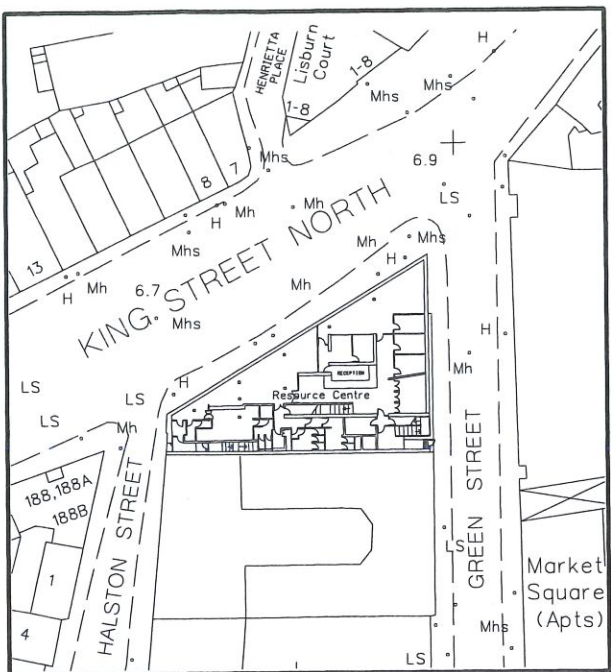 H
HENRIETTA
PLACE
Lisburn
Court
1-8
Mhs
Mhs
1-8
6.9
7
Mhs
8
LS
H
Mh
Mh
Mhs
Mhs
13
KING STREET NORTH
H
Mh
H
6.7
Mh
Mhs
H
RECEPTION
Mh
LS
H
Resource Centre
LS
LS
Mh
188,188A
188B
HALSTON STREET
GREEN STREET
LS
1
Market
Square
(Apts)
4
Mhs
LS